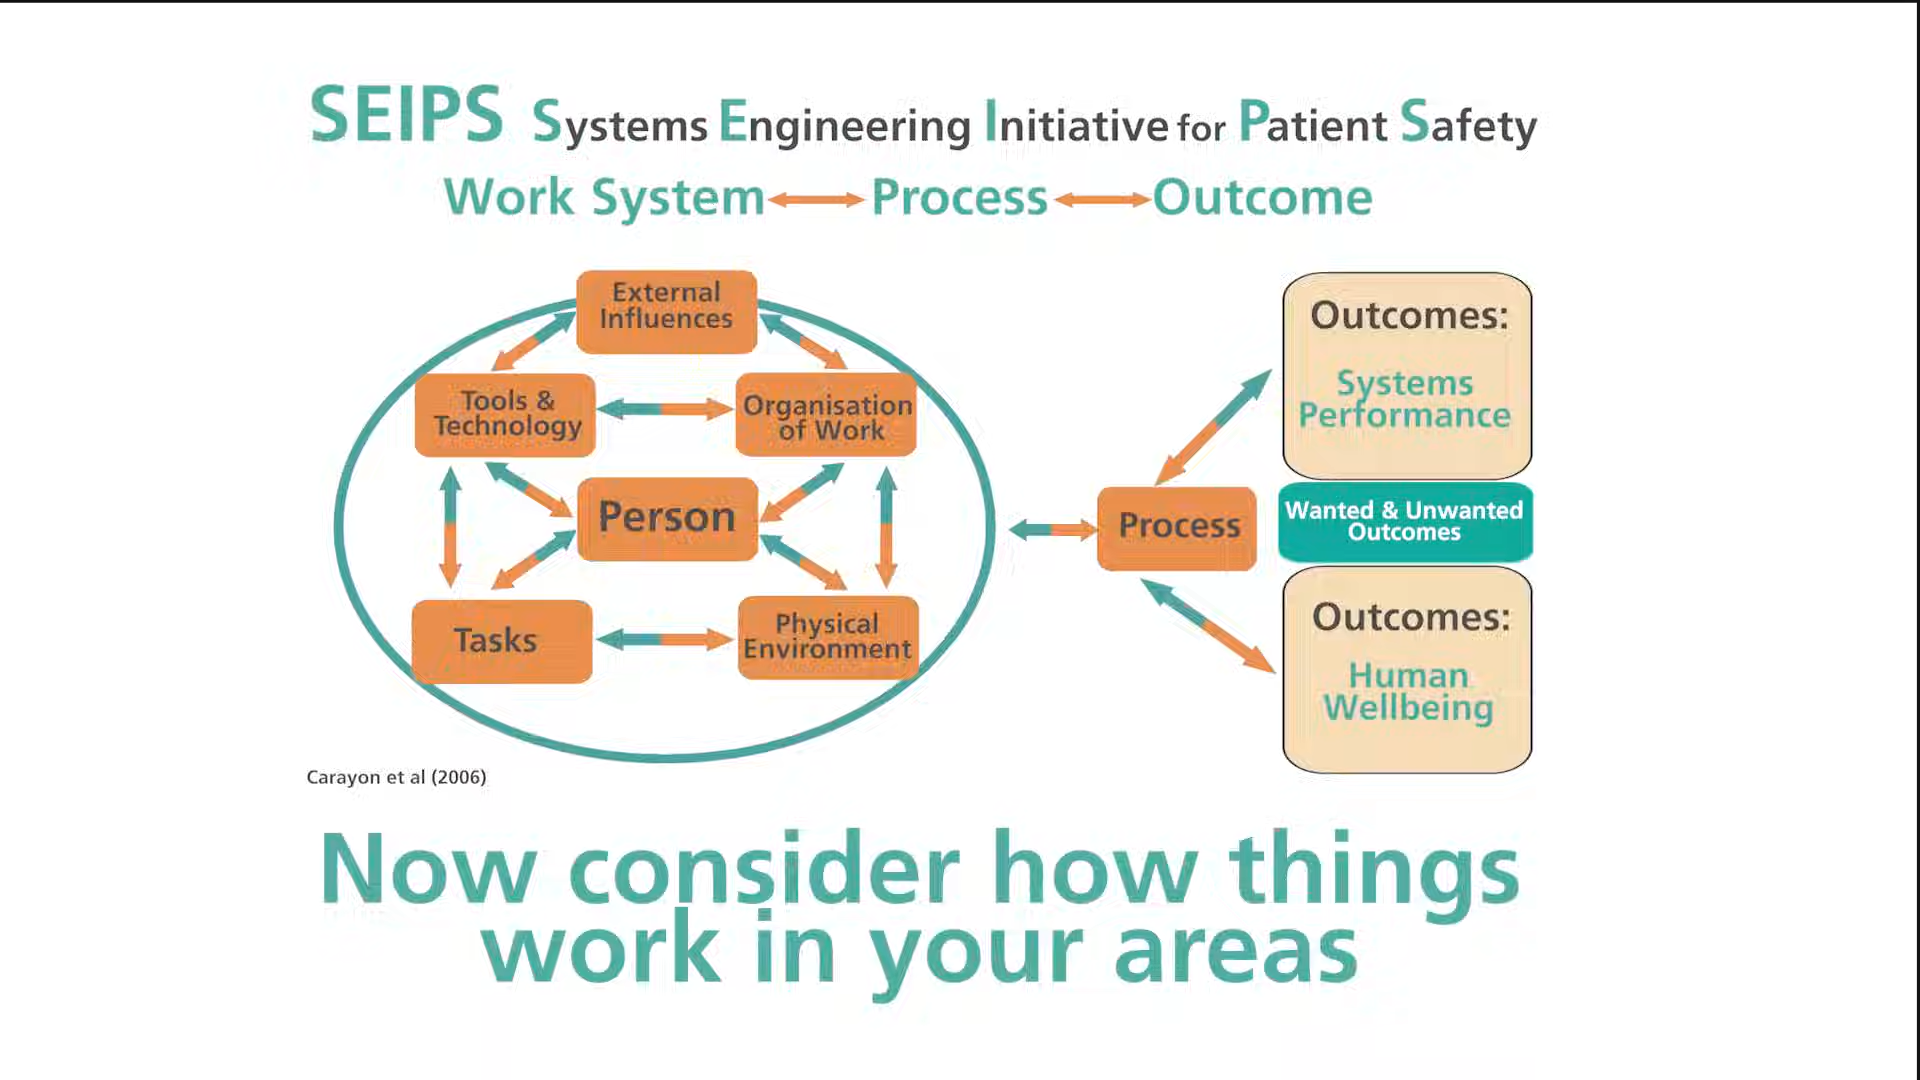 SEIPS Systems Engineering Initiative for Patient Safety
Work System Process Outcome
External
Influences
Tools &
Technology
Organisation
of Work
Person
Tasks
Physical
Environment
Process
Outcomes:
Systems
Performance
Wanted & Unwanted
Outcomes
Outcomes:
Human
Wellbeing
Carayon et al (2006)
Now consider how things
work in your areas